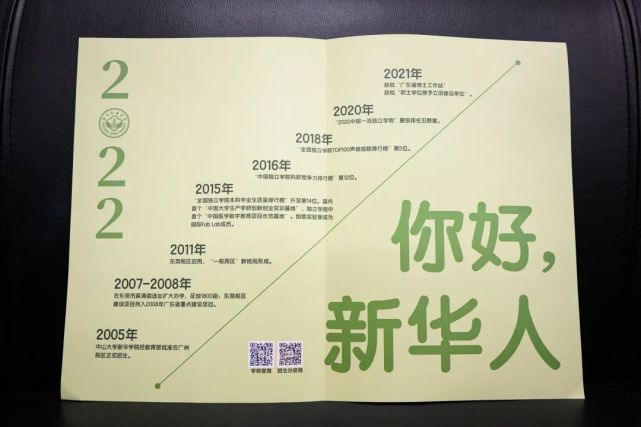 2
0
2
2
2021年
获批“广东省博士工作站”
获批“硕士学位授予立项建设单位”。
2020年
“2020中国一流独立学院”星级排名五颗星。
2018年
“全国独立学院TOP100声誉指数排行榜”第5位。
2016年
“中国独立学院科研竞争力排行榜”第12位。
2015年
“全国独立学院本科毕业生质量排行榜”升至第14位。国内
首个“中国大学生产学研创新创业实训基地”，独立学院中
首个“中国医学数字教育项目示范基地”。创客实验室成为
国际Fab Lab成员。
2011年
东莞校区启用，“一校两区”新格局形成。
2007-2008年
在东莞市麻涌镇选址扩大办学，征地1800亩；东莞校区
建设项目列入2008年广东省重点建设项目。
2005年
中山大学新华学院经教育部批准在广州
校区正式招生。
学校官微 招生办官微
你好，
新华人